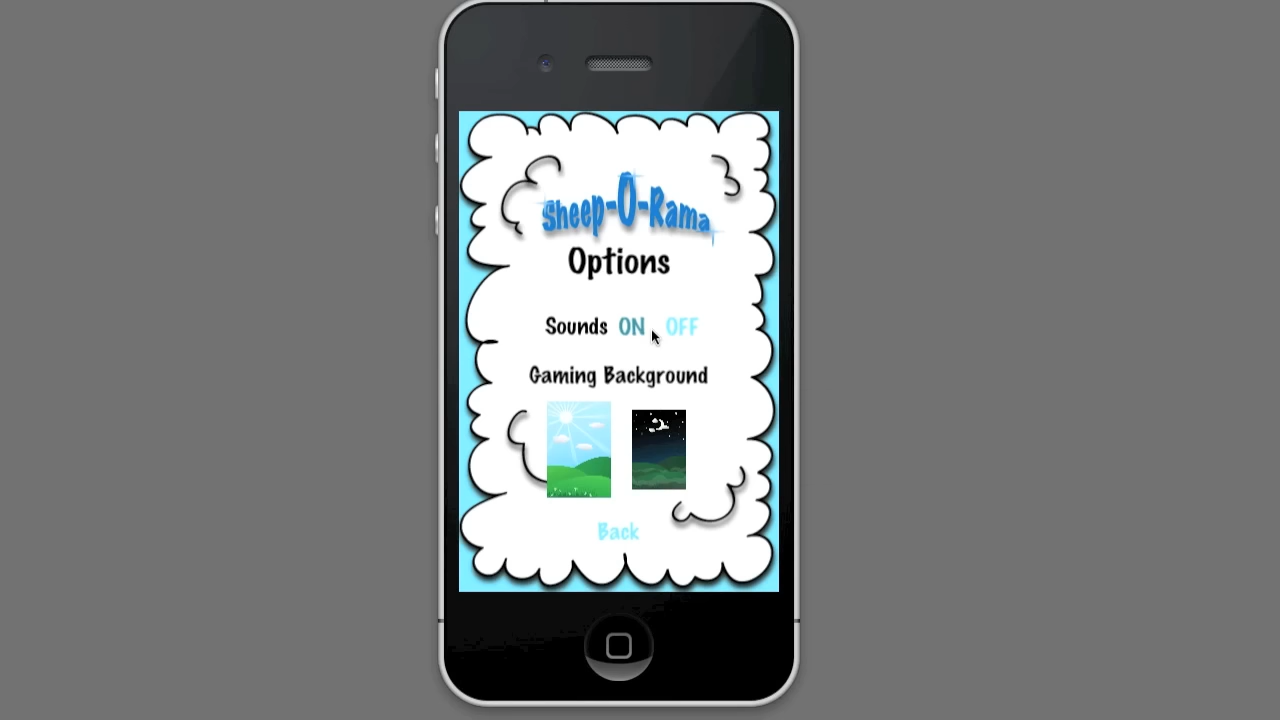 Sheep-O-Rama
Options
Sounds ON OFF
Gaming Background
Back